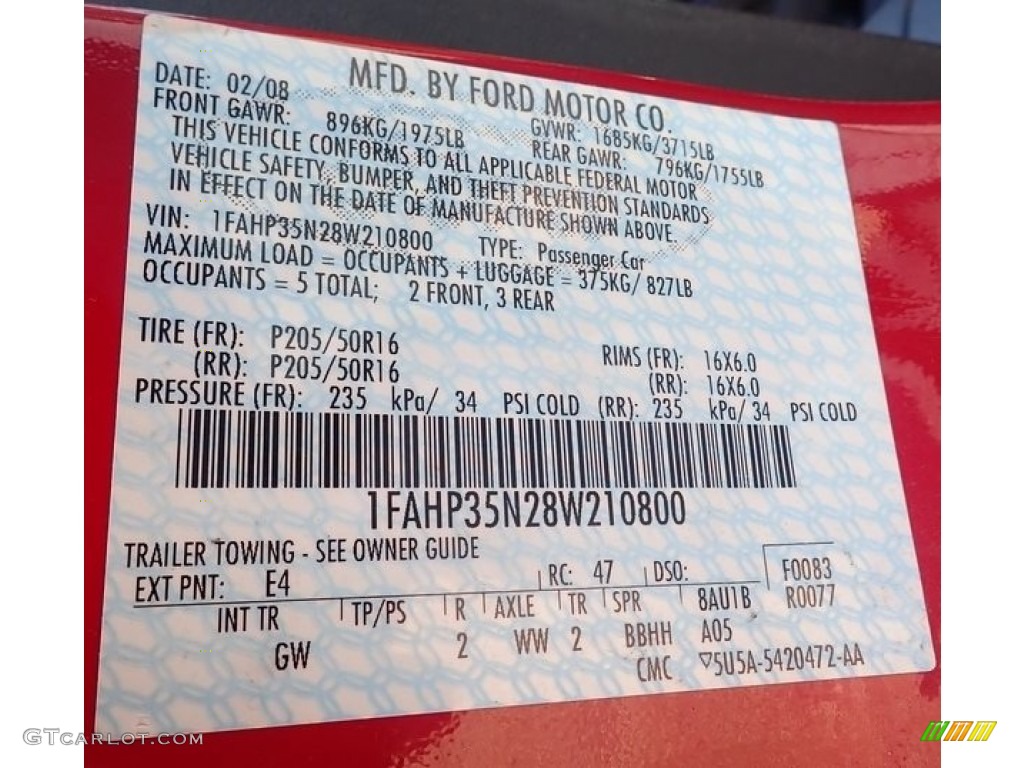 MFD. BY FORD MOTOR CO.
DATE: 02/08 GVWR: 1685KG/3715LB
FRONT GAWR: 896KG/1975LB REAR GAWR: 796KG/1755LB
THIS VEHICLE CONFORMS TO ALL APPLICABLE FEDERAL MOTOR
VEHICLE SAFETY, BUMPER, AND THEFT PREVENTION STANDARDS
IN EFFECT ON THE DATE OF MANUFACTURE SHOWN ABOVE.
VIN: 1FAHP35N28W210800 TYPE: Passenger Car
MAXIMUM LOAD = OCCUPANTS + LUGGAGE = 375KG/ 827LB
OCCUPANTS = 5 TOTAL; 2 FRONT, 3 REAR
TIRE (FR): P205/50R16 RIMS (FR): 16X6.0
(RR): P205/50R16 (RR): 16X6.0
PRESSURE (FR): 235 kPa/ 34 PSI COLD (RR): 235 kPa/ 34 PSI COLD
1FAHP35N28W210800
TRAILER TOWING - SEE OWNER GUIDE
EXT PNT: E4 RC: 47 DSO: F0083
INT TR TP/PS R AXLE TR SPR 8AU1B R0077
GW 2 WW 2 BBHH A05
CMC ▽5U5A-5420472-AA
GTCARLOT.COM